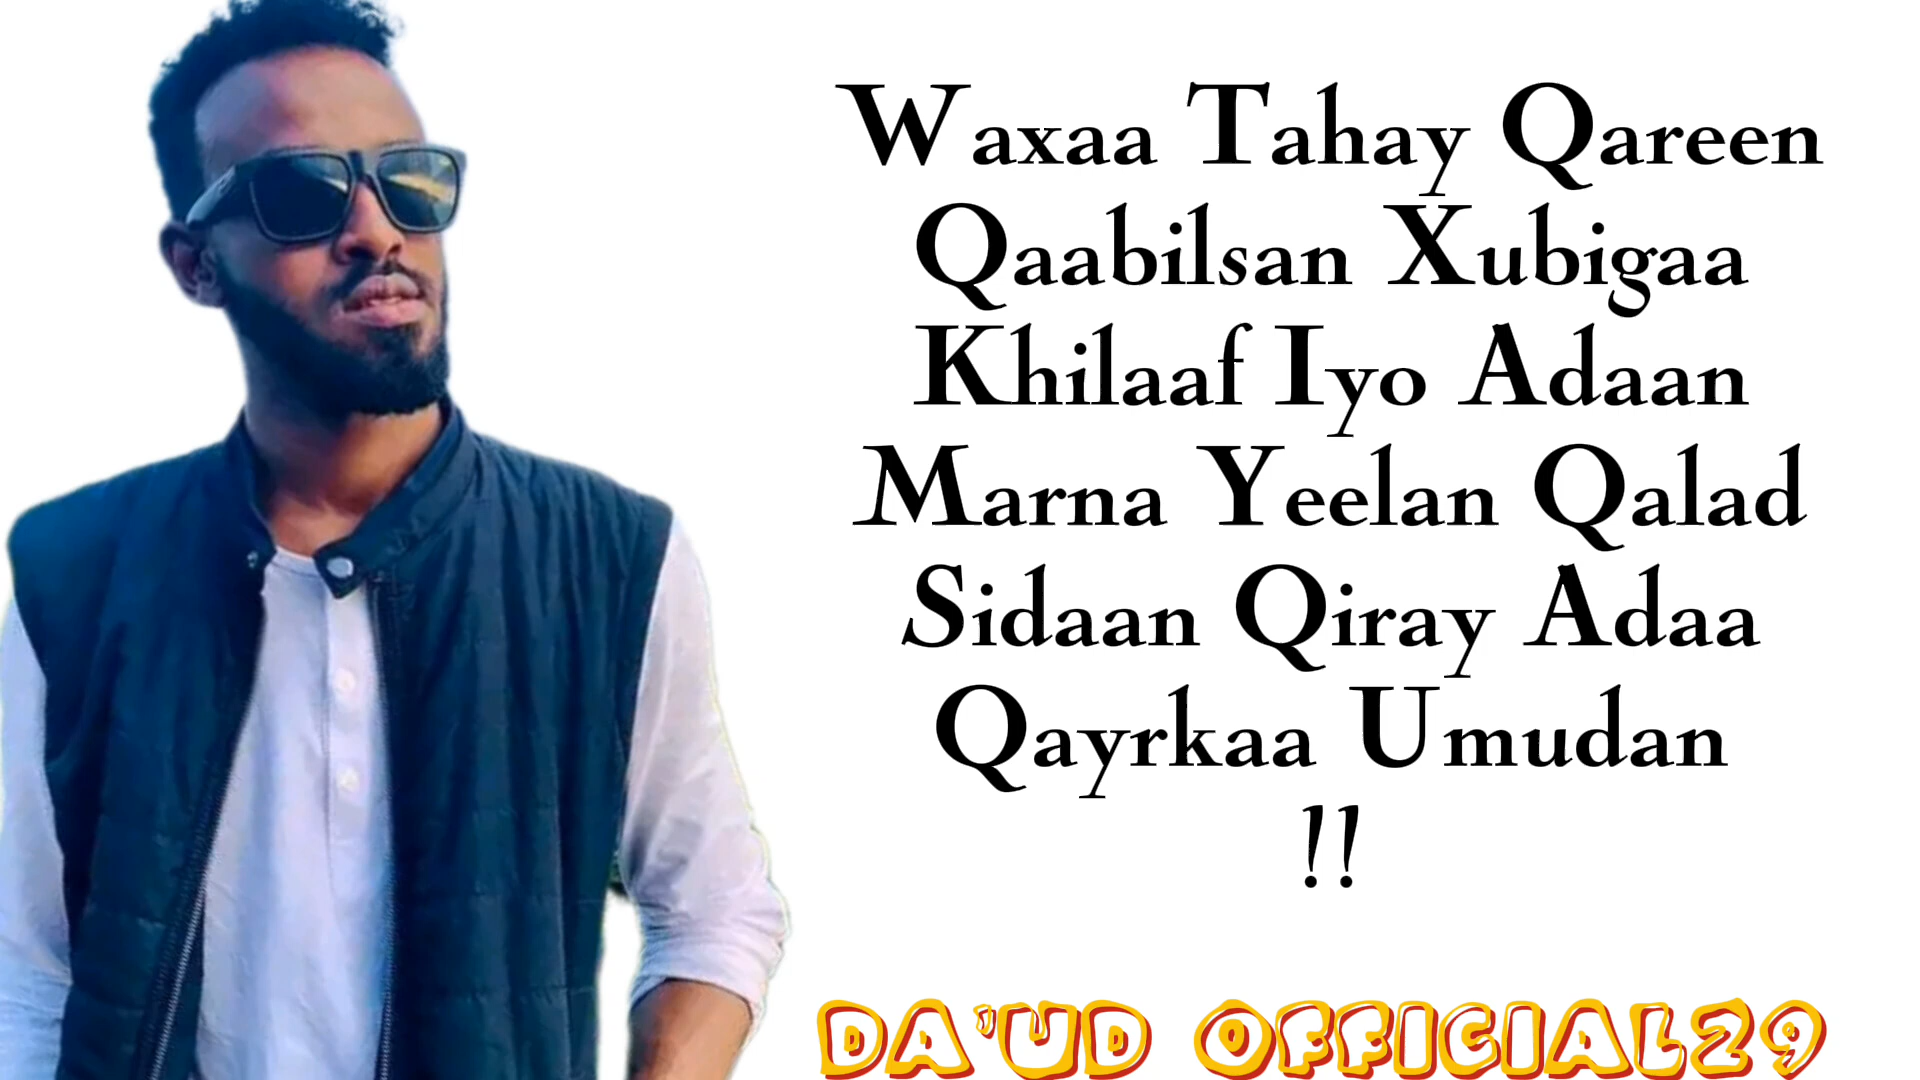 Waxaa Tahay Qareen
Qaabilsan Xubigaa
Khilaaf Iyo Adaan
Marna Yeelan Qalad
Sidaan Qiray Adaa
Qayrkaa Umudan
!!
DA'UD OFFICIAL29